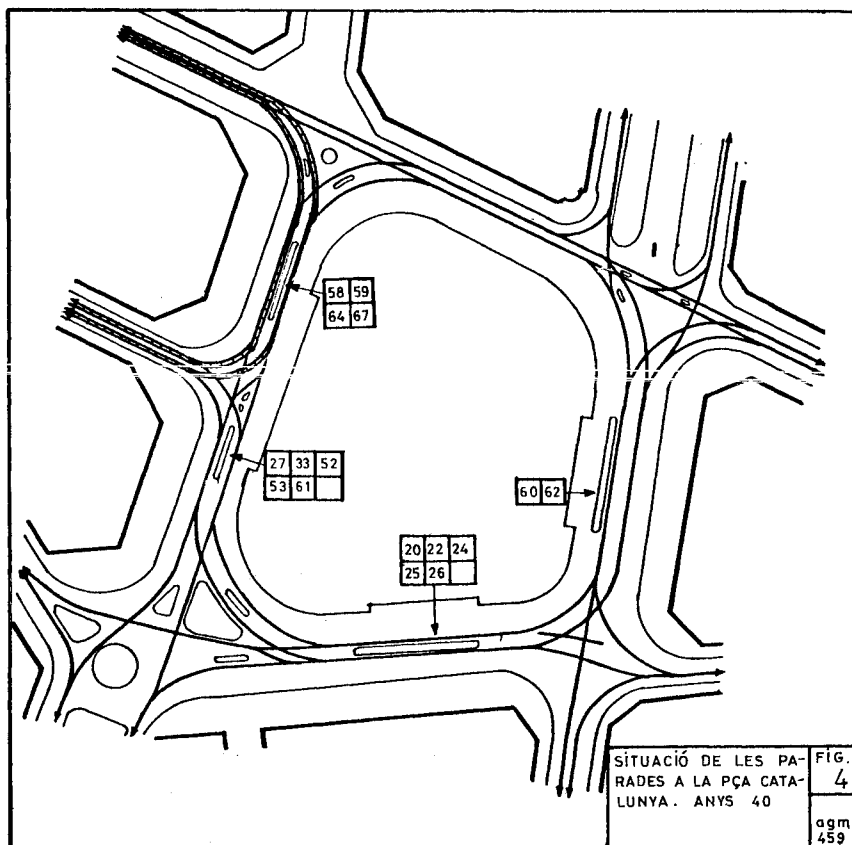 58 59
64 67
27 33 52
53 61
60 62
20 22 24
25 26
SITUACIÓ DE LES PA-
RADES A LA PÇA CATA-
LUNYA. ANYS 40
FIG.
4
agm
459